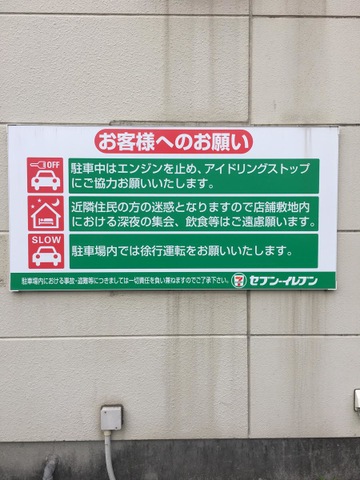 お客様へのお願い
OFF
駐車中はエンジンを止め、アイドリングストップ
にご協力お願いいたします。
近隣住民の方の迷惑となりますので店舗敷地内
における深夜の集会、飲食等はご遠慮願います。
SLOW
駐車場内では徐行運転をお願いいたします。
駐車場内における事故・盗難等につきましては一切責任を負い兼ねますのでご了承下さい。
7 ELEVEN
セブン-イレブン